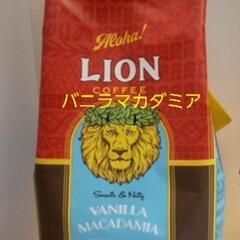 Aloha!
LION
COFFEE
バニラマカダミア
Smooth & Nutty
VANILLA
MACADAMIA